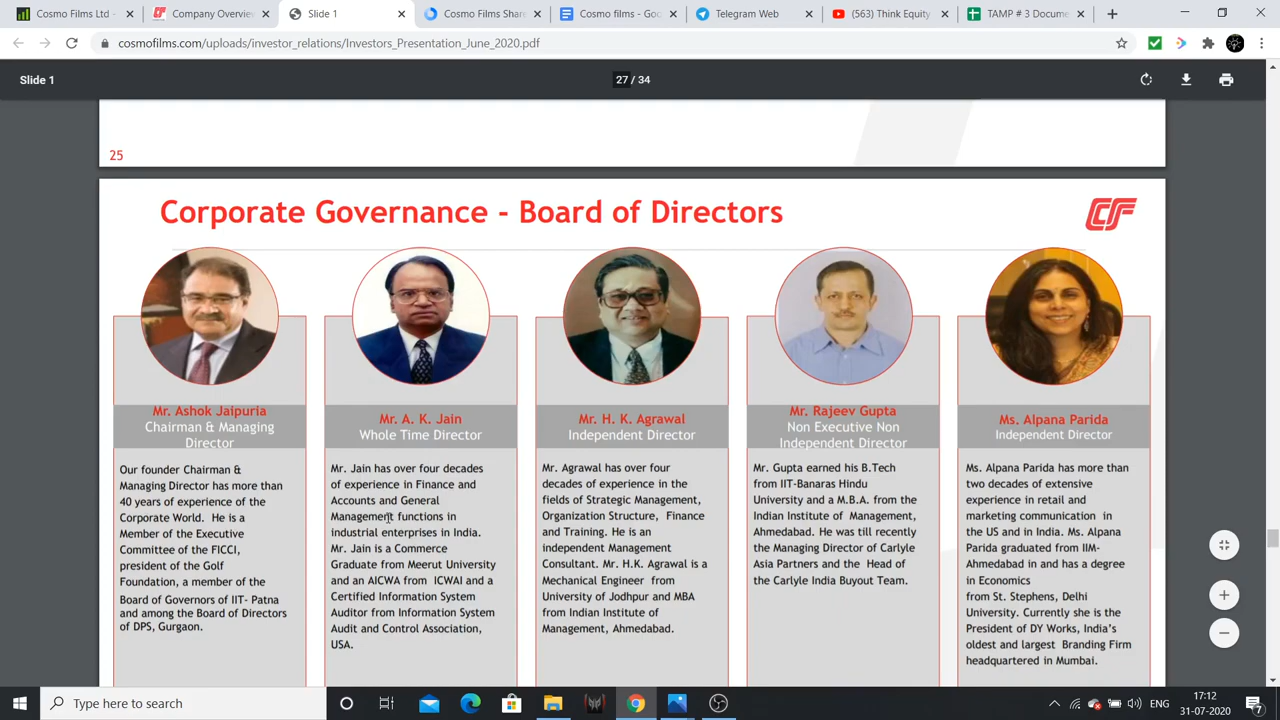 Cosmo Films Ltd -
Company Overvie
Slide 1
Cosmo Films Share
Cosmo films - Goo
Telegram Web
(563) Think Equity
TAMP # 3 Docume
cosmofilms.com/uploads/investor_relations/Investors_Presentation_June_2020.pdf
Slide 1
27 / 34
25
Corporate Governance - Board of Directors
CF
Mr. Ashok Jaipuria
Chairman & Managing
Director
Our founder Chairman &
Managing Director has more than
40 years of experience of the
Corporate World. He is a
Member of the Executive
Committee of the FICCI,
president of the Golf
Foundation, a member of the
Board of Governors of IIT- Patna
and among the Board of Directors
of DPS, Gurgaon.
Mr. A. K. Jain
Whole Time Director
Mr. Jain has over four decades
of experience in Finance and
Accounts and General
Management functions in
industrial enterprises in India.
Mr. Jain is a Commerce
Graduate from Meerut University
and an AICWA from ICWAI and a
Certified Information System
Auditor from Information System
Audit and Control Association,
USA.
Mr. H. K. Agrawal
Independent Director
Mr. Agrawal has over four
decades of experience in the
fields of Strategic Management,
Organization Structure, Finance
and Training. He is an
independent Management
Consultant. Mr. H.K. Agrawal is a
Mechanical Engineer from
University of Jodhpur and MBA
from Indian Institute of
Management, Ahmedabad.
Mr. Rajeev Gupta
Non Executive Non
Independent Director
Mr. Gupta earned his B.Tech
from IIT-Banaras Hindu
University and a M.B.A. from the
Indian Institute of Management,
Ahmedabad. He was till recently
the Managing Director of Carlyle
Asia Partners and the Head of
the Carlyle India Buyout Team.
Ms. Alpana Parida
Independent Director
Ms. Alpana Parida has more than
two decades of extensive
experience in retail and
marketing communication in
the US and in India. Ms. Alpana
Parida graduated from IIM-
Ahmedabad in and has a degree
in Economics
from St. Stephens, Delhi
University. Currently she is the
President of DY Works, India's
oldest and largest Branding Firm
headquartered in Mumbai.
Type here to search
ENG
17:12
31-07-2020
7